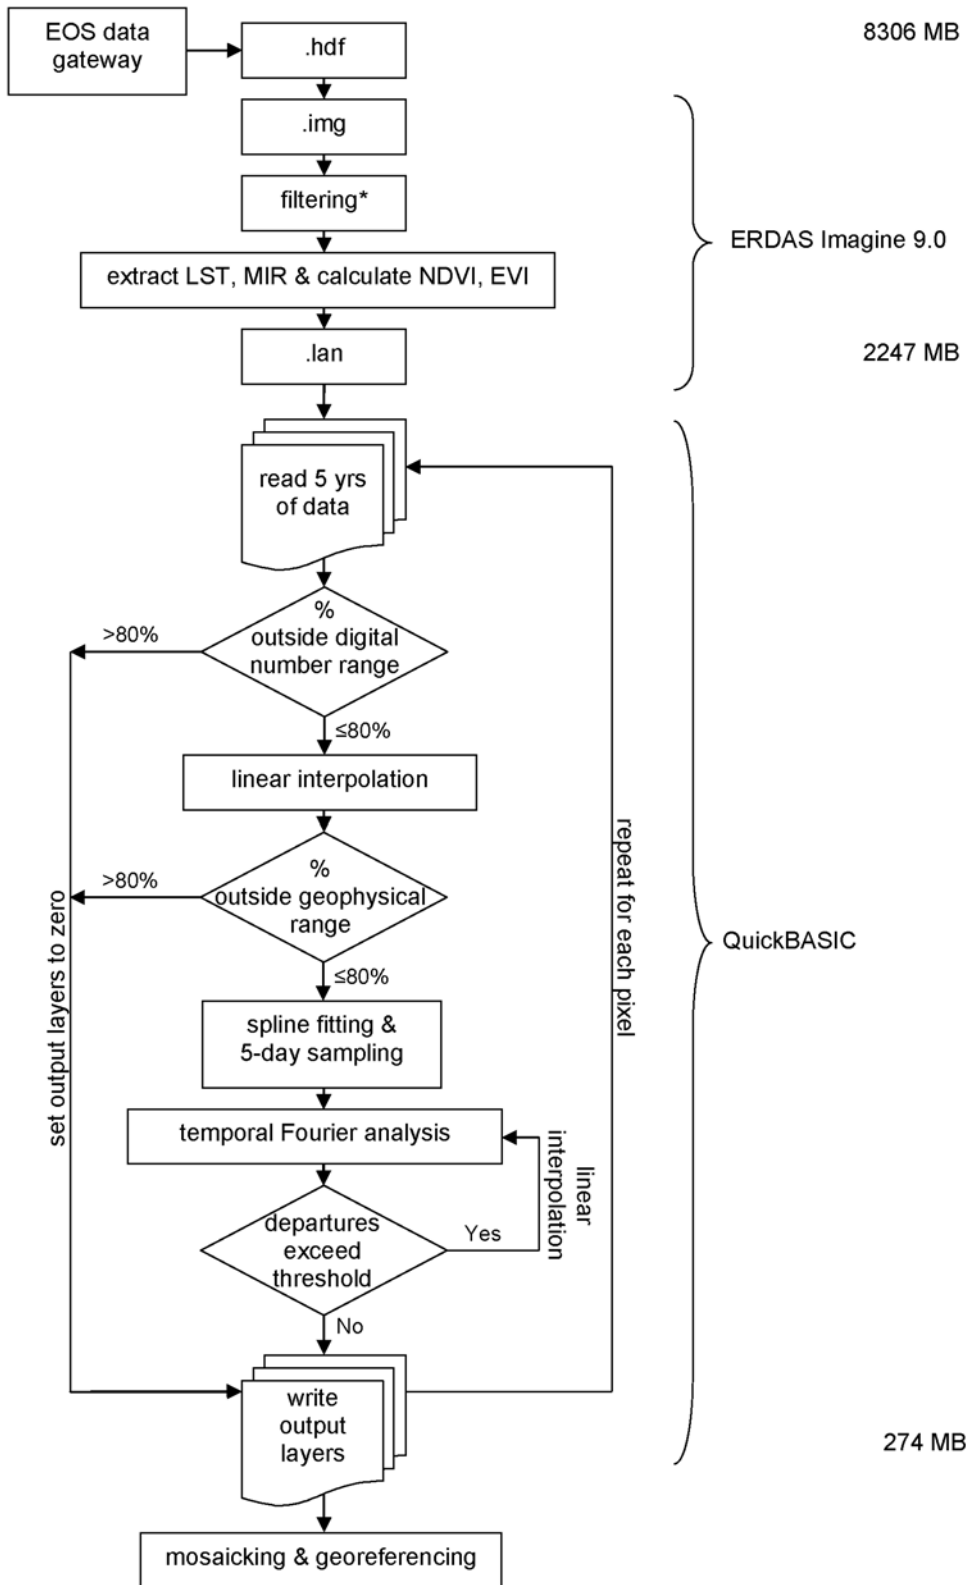 EOS data
gateway
.hdf
8306 MB
.img
filtering*
ERDAS Imagine 9.0
extract LST, MIR & calculate NDVI, EVI
.lan
2247 MB
read 5 yrs
of data
%
outside digital
number range
>80%
≤80%
linear interpolation
%
outside geophysical
range
>80%
≤80%
set output layers to zero
repeat for each pixel
QuickBASIC
spline fitting &
5-day sampling
temporal Fourier analysis
linear
interpolation
departures
exceed
threshold
Yes
No
write
output
layers
274 MB
mosaicking & georeferencing